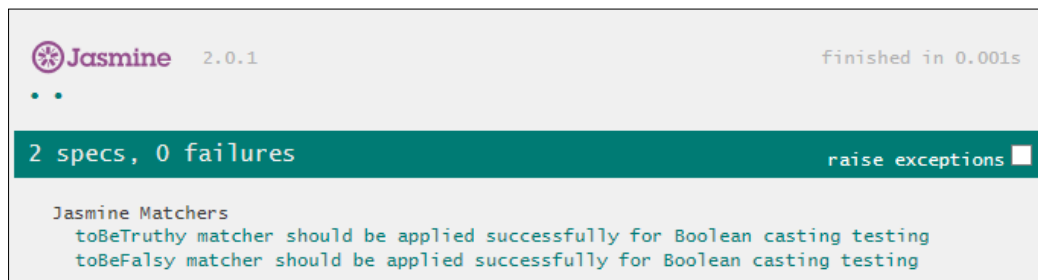 Jasmine 2.0.1 finished in 0.001s
2 specs, 0 failures raise exceptions
Jasmine Matchers
toBeTruthy matcher should be applied successfully for Boolean casting testing
toBeFalsy matcher should be applied successfully for Boolean casting testing